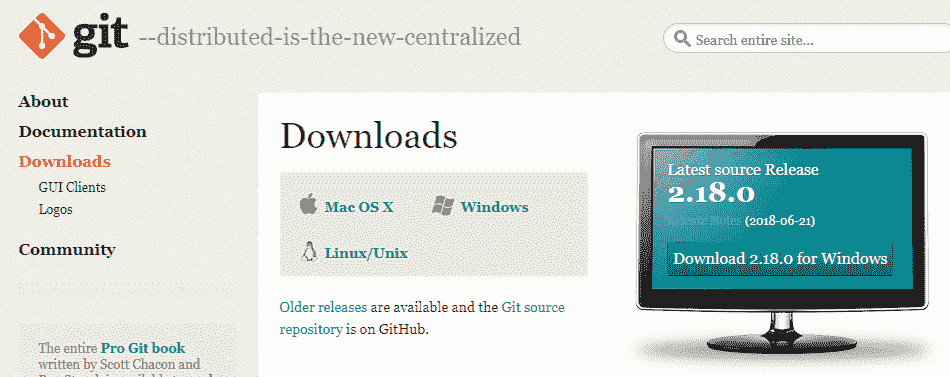 git --distributed-is-the-new-centralized
Search entire site...
About
Documentation
Downloads
GUI Clients
Logos
Community
The entire Pro Git book
written by Scott Chacon and
Downloads
Mac OS X
Windows
Linux/Unix
Older releases are available and the Git source
repository is on GitHub.
Latest source Release
2.18.0
Release Notes (2018-06-21)
Download 2.18.0 for Windows